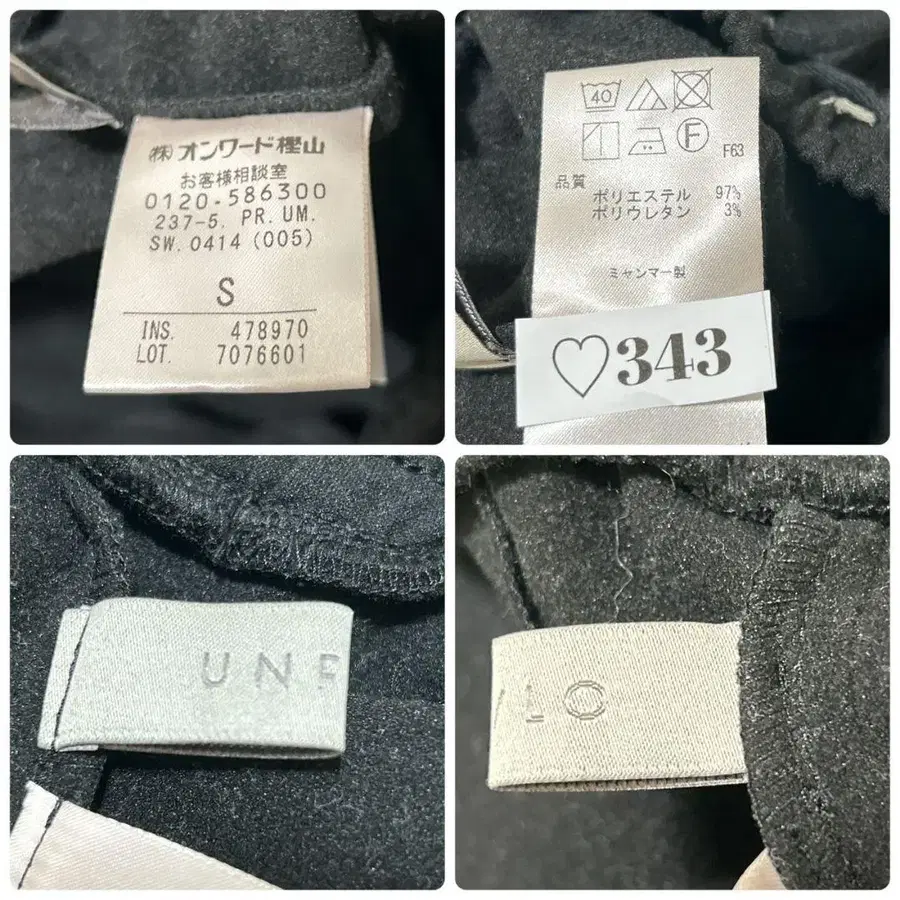 ㈱オンワード樫山
お客様相談室
0120-586300
237-5. PR. UM.
SW. 0414 (005)
S
INS. 478970
LOT. 7076601
40
F
F63
品質
ポリエステル 97%
ポリウレタン 3%
ミャンマー製
♡343
UNF
LO